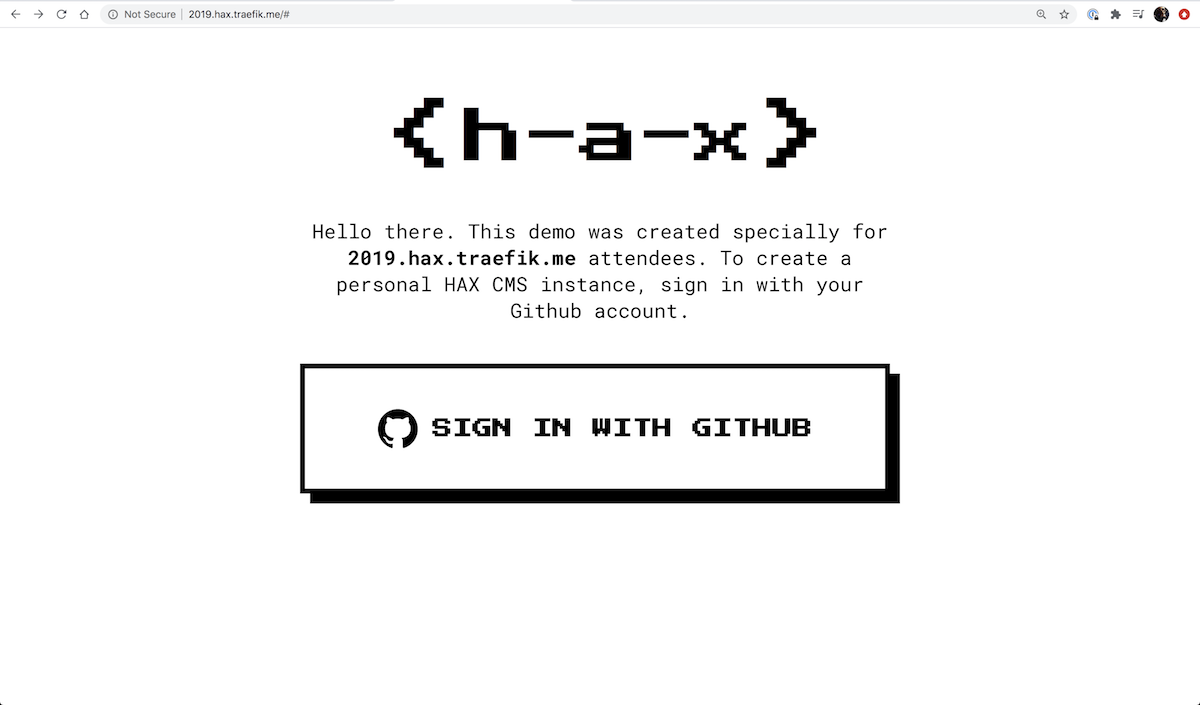 Not Secure | 2019.hax.traefik.me/#
<h-a-x>
Hello there. This demo was created specially for
2019.hax.traefik.me attendees. To create a
personal HAX CMS instance, sign in with your
Github account.
SIGN IN WITH GITHUB